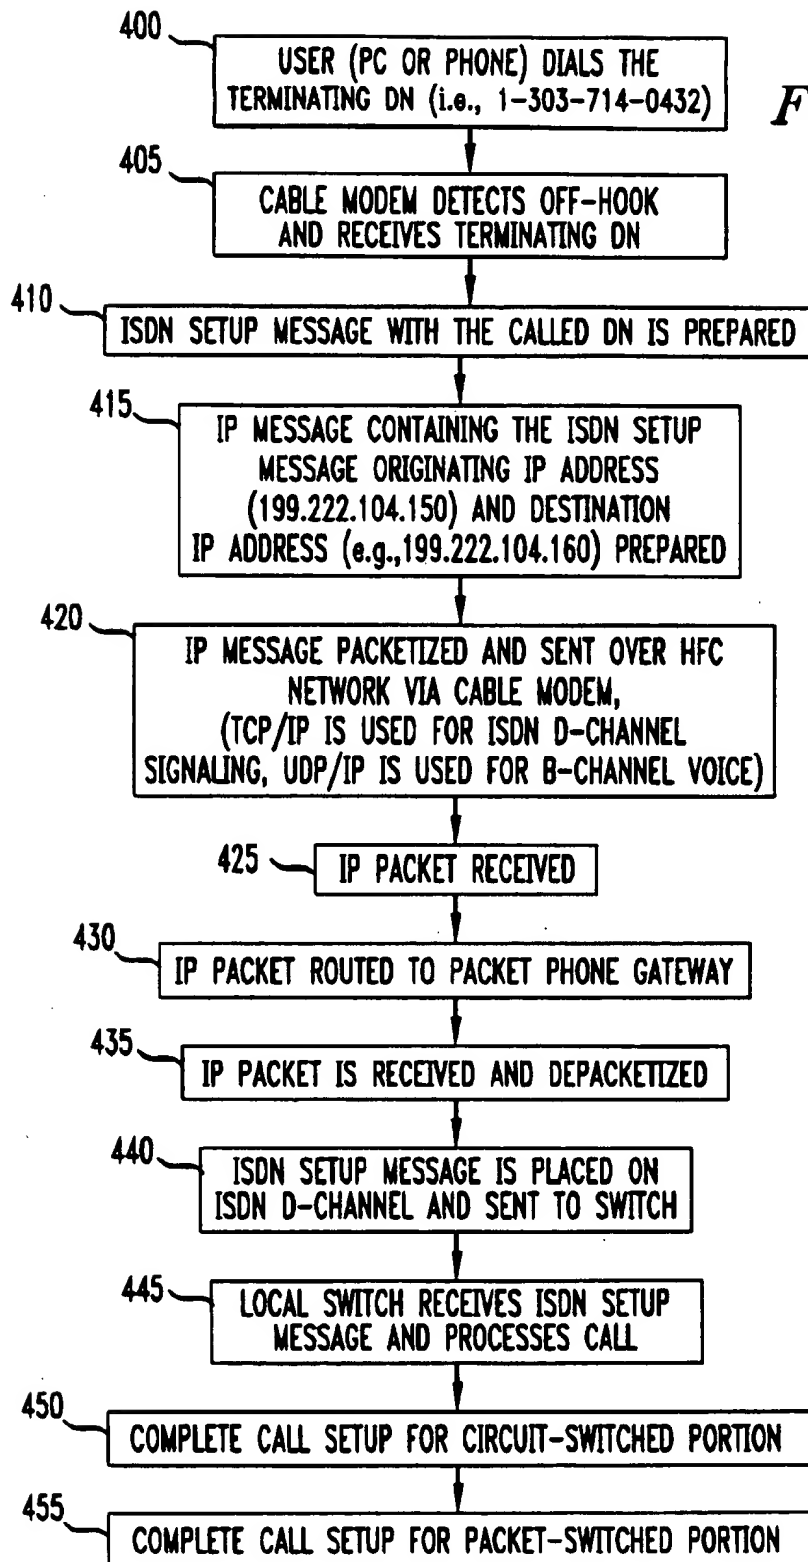 400
USER (PC OR PHONE) DIALS THE
TERMINATING DN (i.e., 1-303-714-0432)
F
405
CABLE MODEM DETECTS OFF-HOOK
AND RECEIVES TERMINATING DN
410
ISDN SETUP MESSAGE WITH THE CALLED DN IS PREPARED
415
IP MESSAGE CONTAINING THE ISDN SETUP
MESSAGE ORIGINATING IP ADDRESS
(199.222.104.150) AND DESTINATION
IP ADDRESS (e.g.,199.222.104.160) PREPARED
420
IP MESSAGE PACKETIZED AND SENT OVER HFC
NETWORK VIA CABLE MODEM,
(TCP/IP IS USED FOR ISDN D-CHANNEL
SIGNALING, UDP/IP IS USED FOR B-CHANNEL VOICE)
425
IP PACKET RECEIVED
430
IP PACKET ROUTED TO PACKET PHONE GATEWAY
435
IP PACKET IS RECEIVED AND DEPACKETIZED
440
ISDN SETUP MESSAGE IS PLACED ON
ISDN D-CHANNEL AND SENT TO SWITCH
445
LOCAL SWITCH RECEIVES ISDN SETUP
MESSAGE AND PROCESSES CALL
450
COMPLETE CALL SETUP FOR CIRCUIT-SWITCHED PORTION
455
COMPLETE CALL SETUP FOR PACKET-SWITCHED PORTION